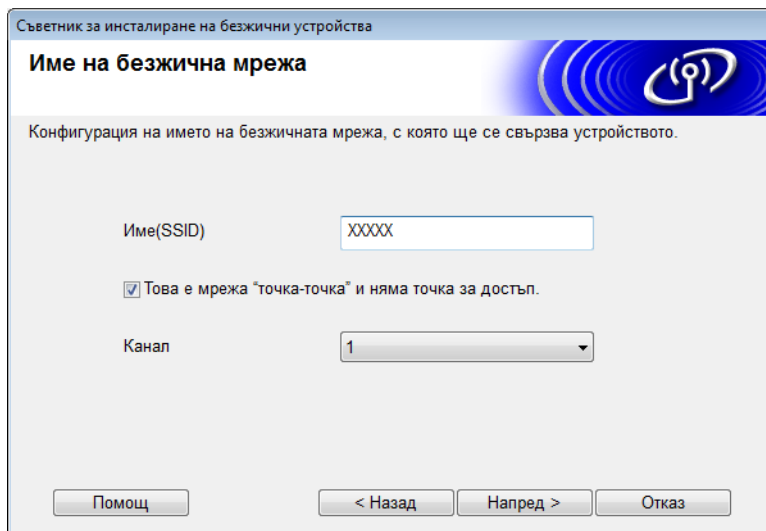 Съветник за инсталиране на безжични устройства
Име на безжична мрежа
Конфигурация на името на безжичната мрежа, с която ще се свързва устройството.
Име(SSID) XXXXX
Това е мрежа “точка-точка” и няма точка за достъп.
Канал 1
Помощ < Назад Напред > Отказ